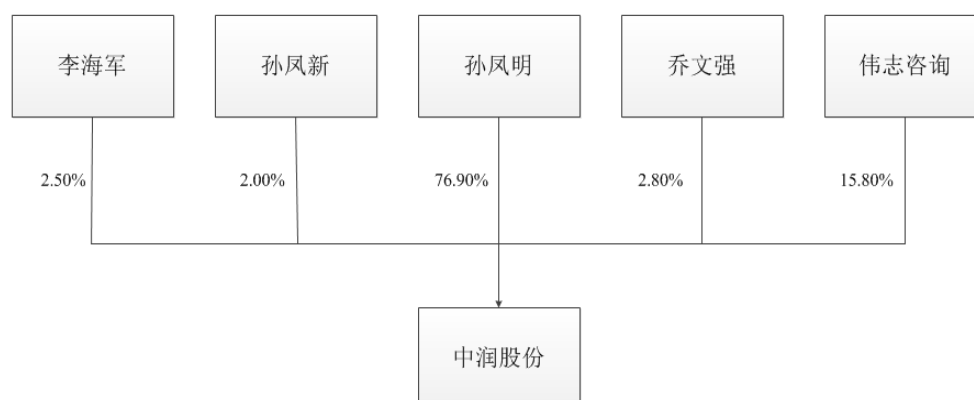 李海军
孙凤新
孙凤明
乔文强
伟志咨询
2.50%
2.00%
76.90%
2.80%
15.80%
中润股份